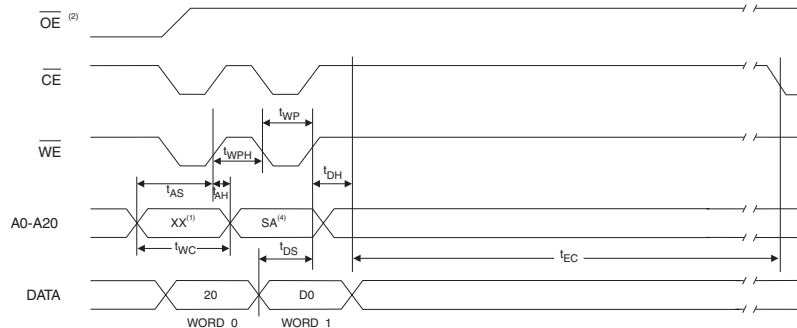 OE (2)
CE
tWP
WE
tWPH
tDH
tAS
tAH
A0-A20
XX(1)
SA(4)
tWC
tDS
tEC
DATA
20
D0
WORD 0
WORD 1